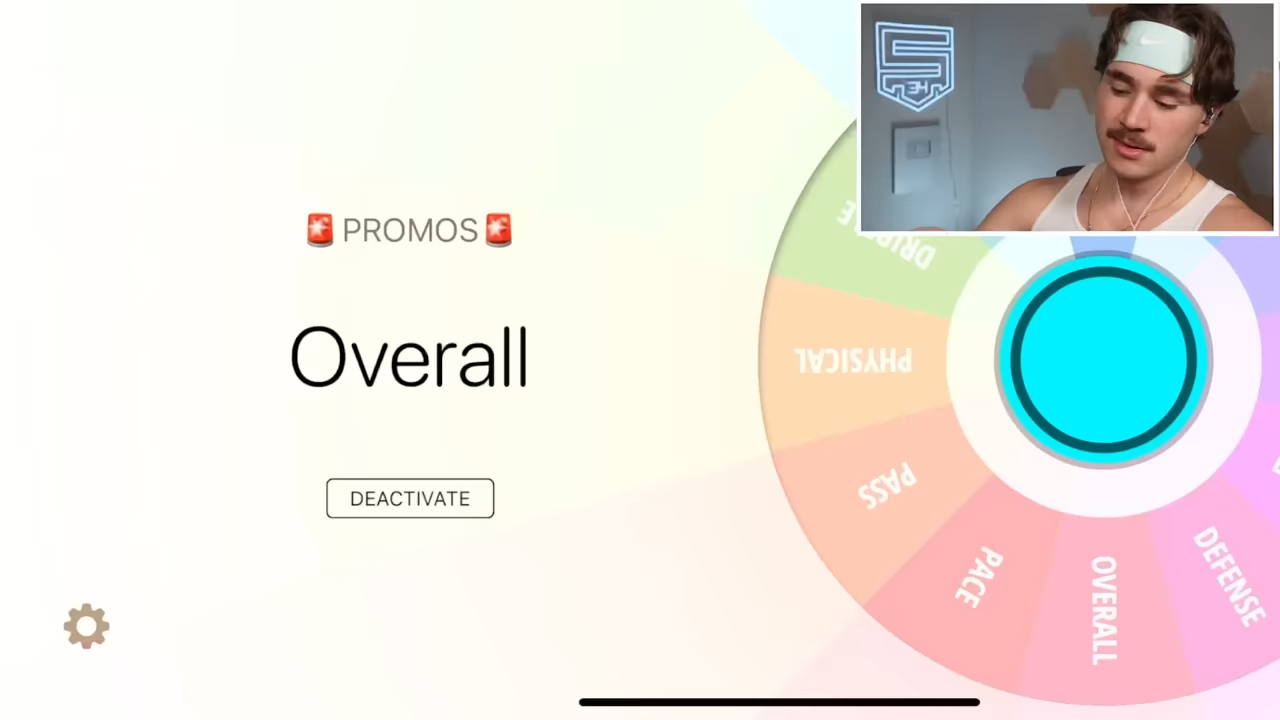 🚨 PROMOS 🚨
Overall
DEACTIVATE
PHYSICAL
PASS
PACE
OVERALL
DEFENSE